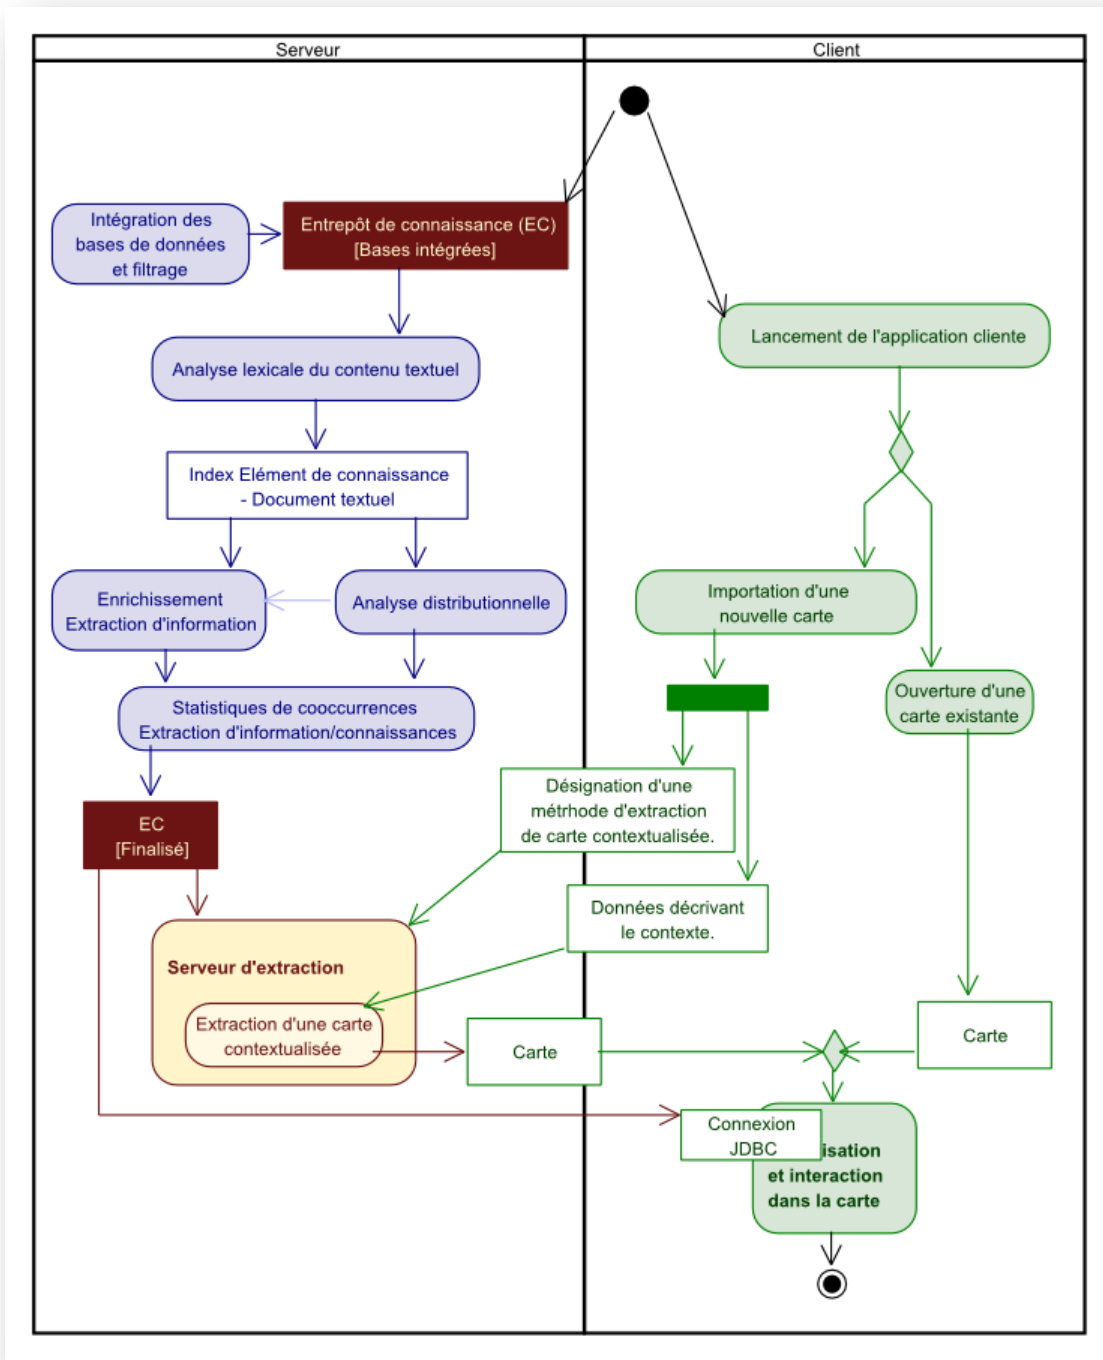 Serveur
Client
Intégration des
bases de données
et filtrage
Entrepôt de connaissance (EC)
[Bases intégrées]
Lancement de l'application cliente
Analyse lexicale du contenu textuel
Index Elément de connaissance
- Document textuel
Enrichissement
Extraction d'information
Analyse distributionnelle
Importation d'une
nouvelle carte
Ouverture d'une
carte existante
Statistiques de cooccurrences
Extraction d'information/connaissances
Désignation d'une
métrhode d'extraction
de carte contextualisée.
EC
[Finalisé]
Données décrivant
le contexte.
Serveur d'extraction
Extraction d'une carte
contextualisée
Carte
Carte
Connexion
JDBC
et interaction
dans la carte